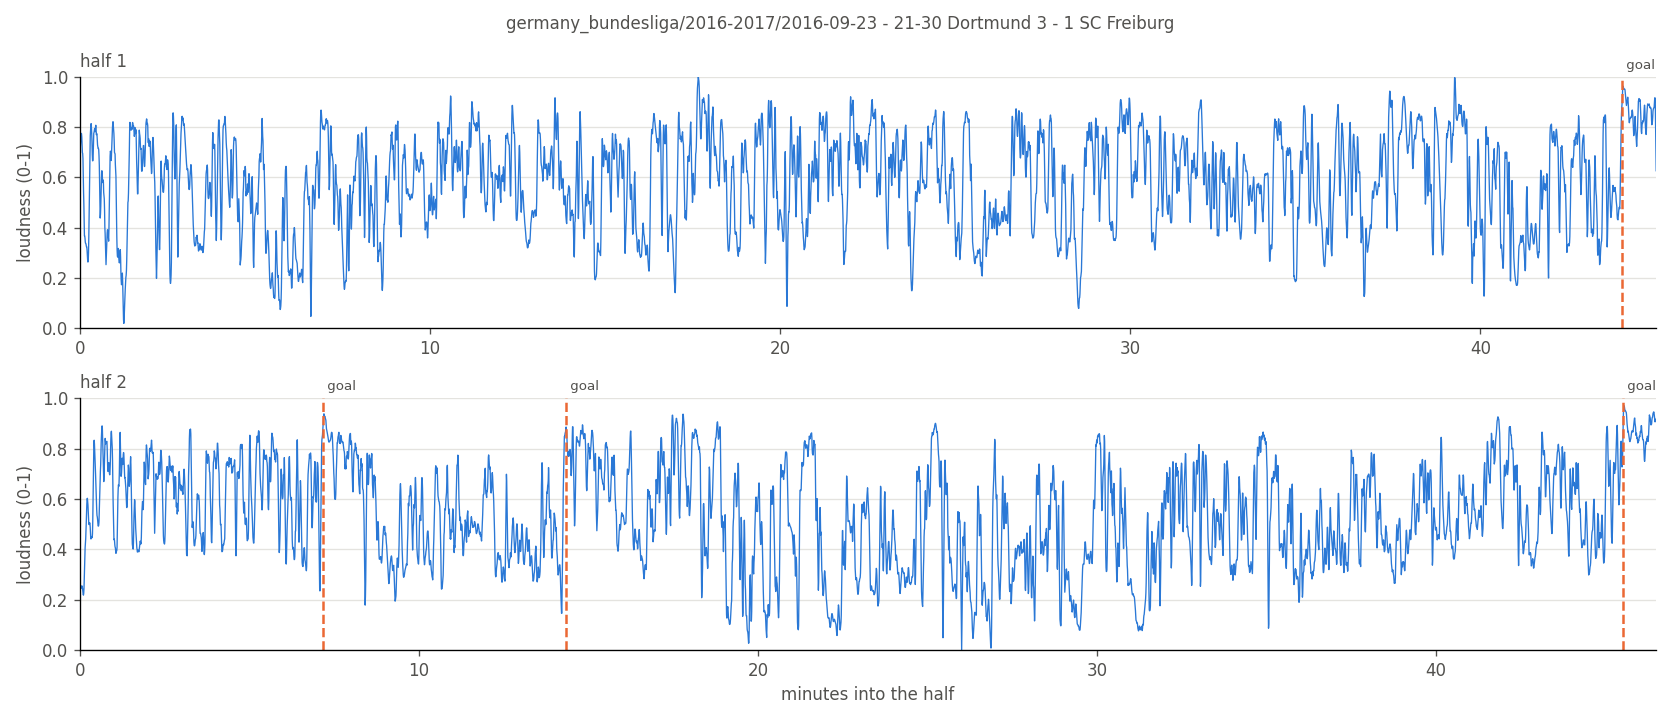 germany_bundesliga/2016-2017/2016-09-23 - 21-30 Dortmund 3 - 1 SC Freiburg
half 1
goal
loudness (0-1)
1.0
0.8
0.6
0.4
0.2
0.0
0 10 20 30 40
half 2
goal goal goal
loudness (0-1)
1.0
0.8
0.6
0.4
0.2
0.0
0 10 20 30 40
minutes into the half